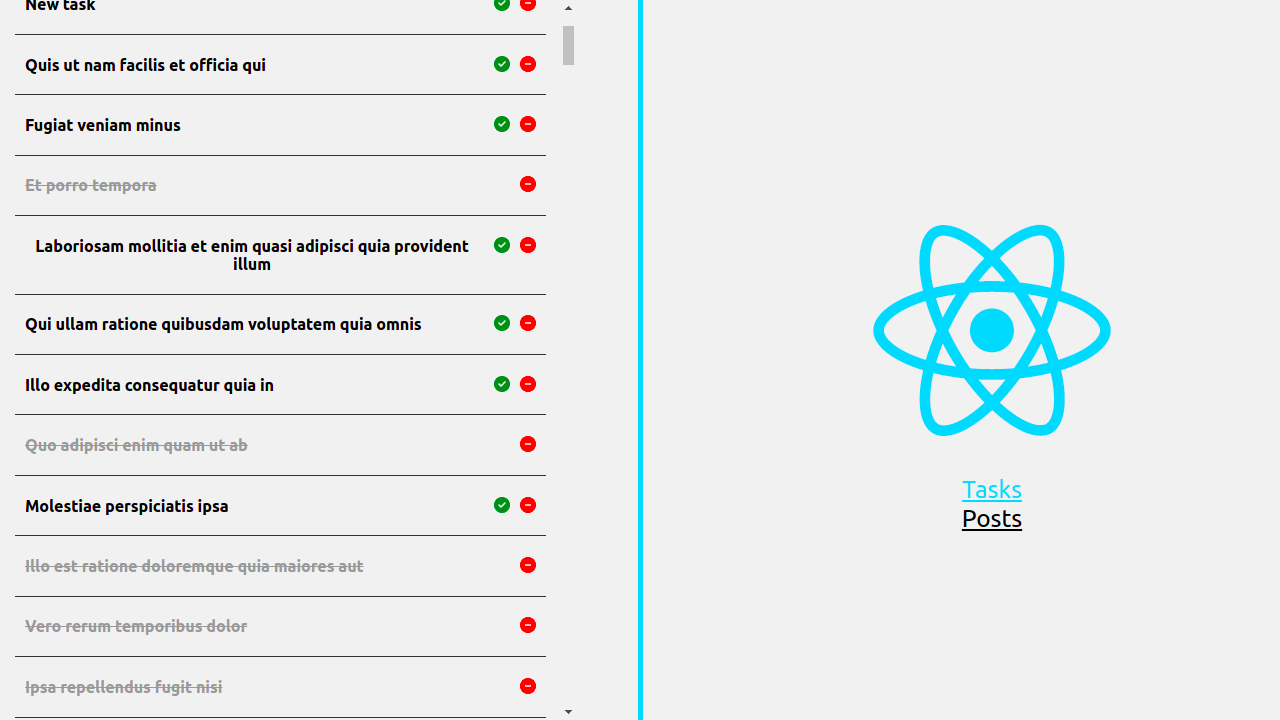 New task
Quis ut nam facilis et officia qui
Fugiat veniam minus
Et porro tempora
Laboriosam mollitia et enim quasi adipisci quia provident
illum
Qui ullam ratione quibusdam voluptatem quia omnis
Illo expedita consequatur quia in
Quo adipisci enim quam ut ab
Molestiae perspiciatis ipsa
Illo est ratione doloremque quia maiores aut
Vero rerum temporibus dolor
Ipsa repellendus fugit nisi
Tasks
Posts